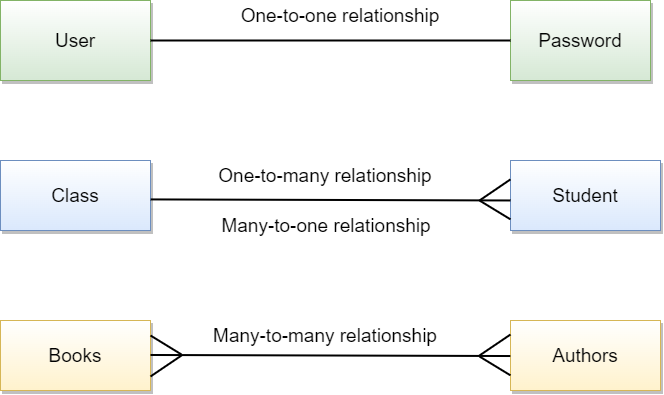 One-to-one relationship
User
Password
One-to-many relationship
Class
Student
Many-to-one relationship
Many-to-many relationship
Books
Authors